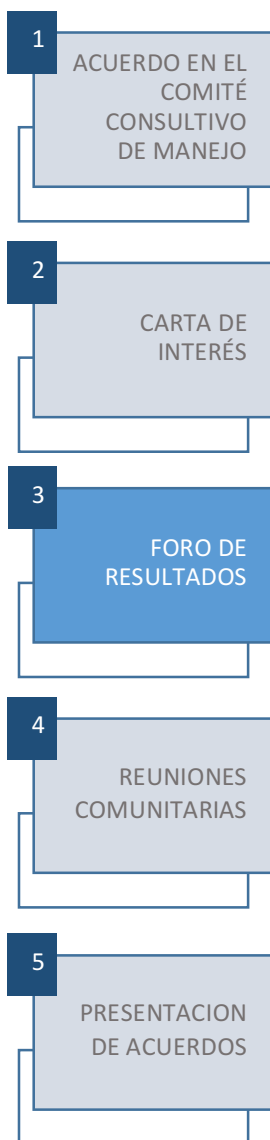 1
ACUERDO EN EL
COMITÉ
CONSULTIVO
DE MANEJO
2
CARTA DE
INTERÉS
3
FORO DE
RESULTADOS
4
REUNIONES
COMUNITARIAS
5
PRESENTACION
DE ACUERDOS